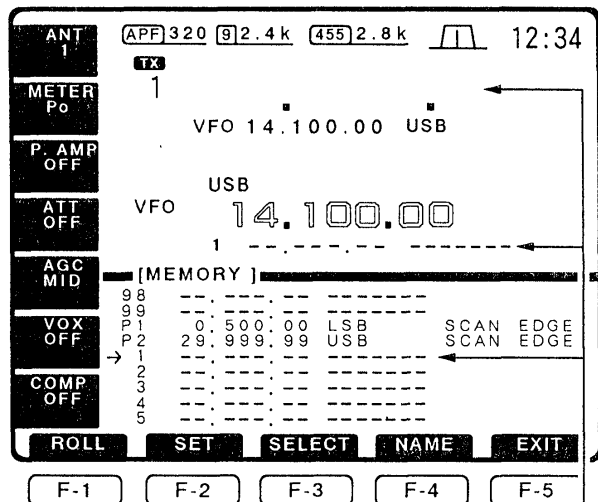 ANT 1
APF 320 9 2.4k 455 2.8k 12:34
TX
1
METER Po
VFO 14.100.00 USB
P. AMP OFF
USB
ATT OFF
VFO 14.100.00
1 --.---.-- ------
AGC MID
[MEMORY]
98 --.---.-- ------
99 --.---.-- ------
VOX OFF
P1 0.500.00 LSB SCAN EDGE
P2 29.999.99 USB SCAN EDGE
→ 1 --.---.-- ------
2 --.---.-- ------
COMP OFF
3 --.---.-- ------
4 --.---.-- ------
5 --.---.-- ------
ROLL SET SELECT NAME EXIT
F-1 F-2 F-3 F-4 F-5